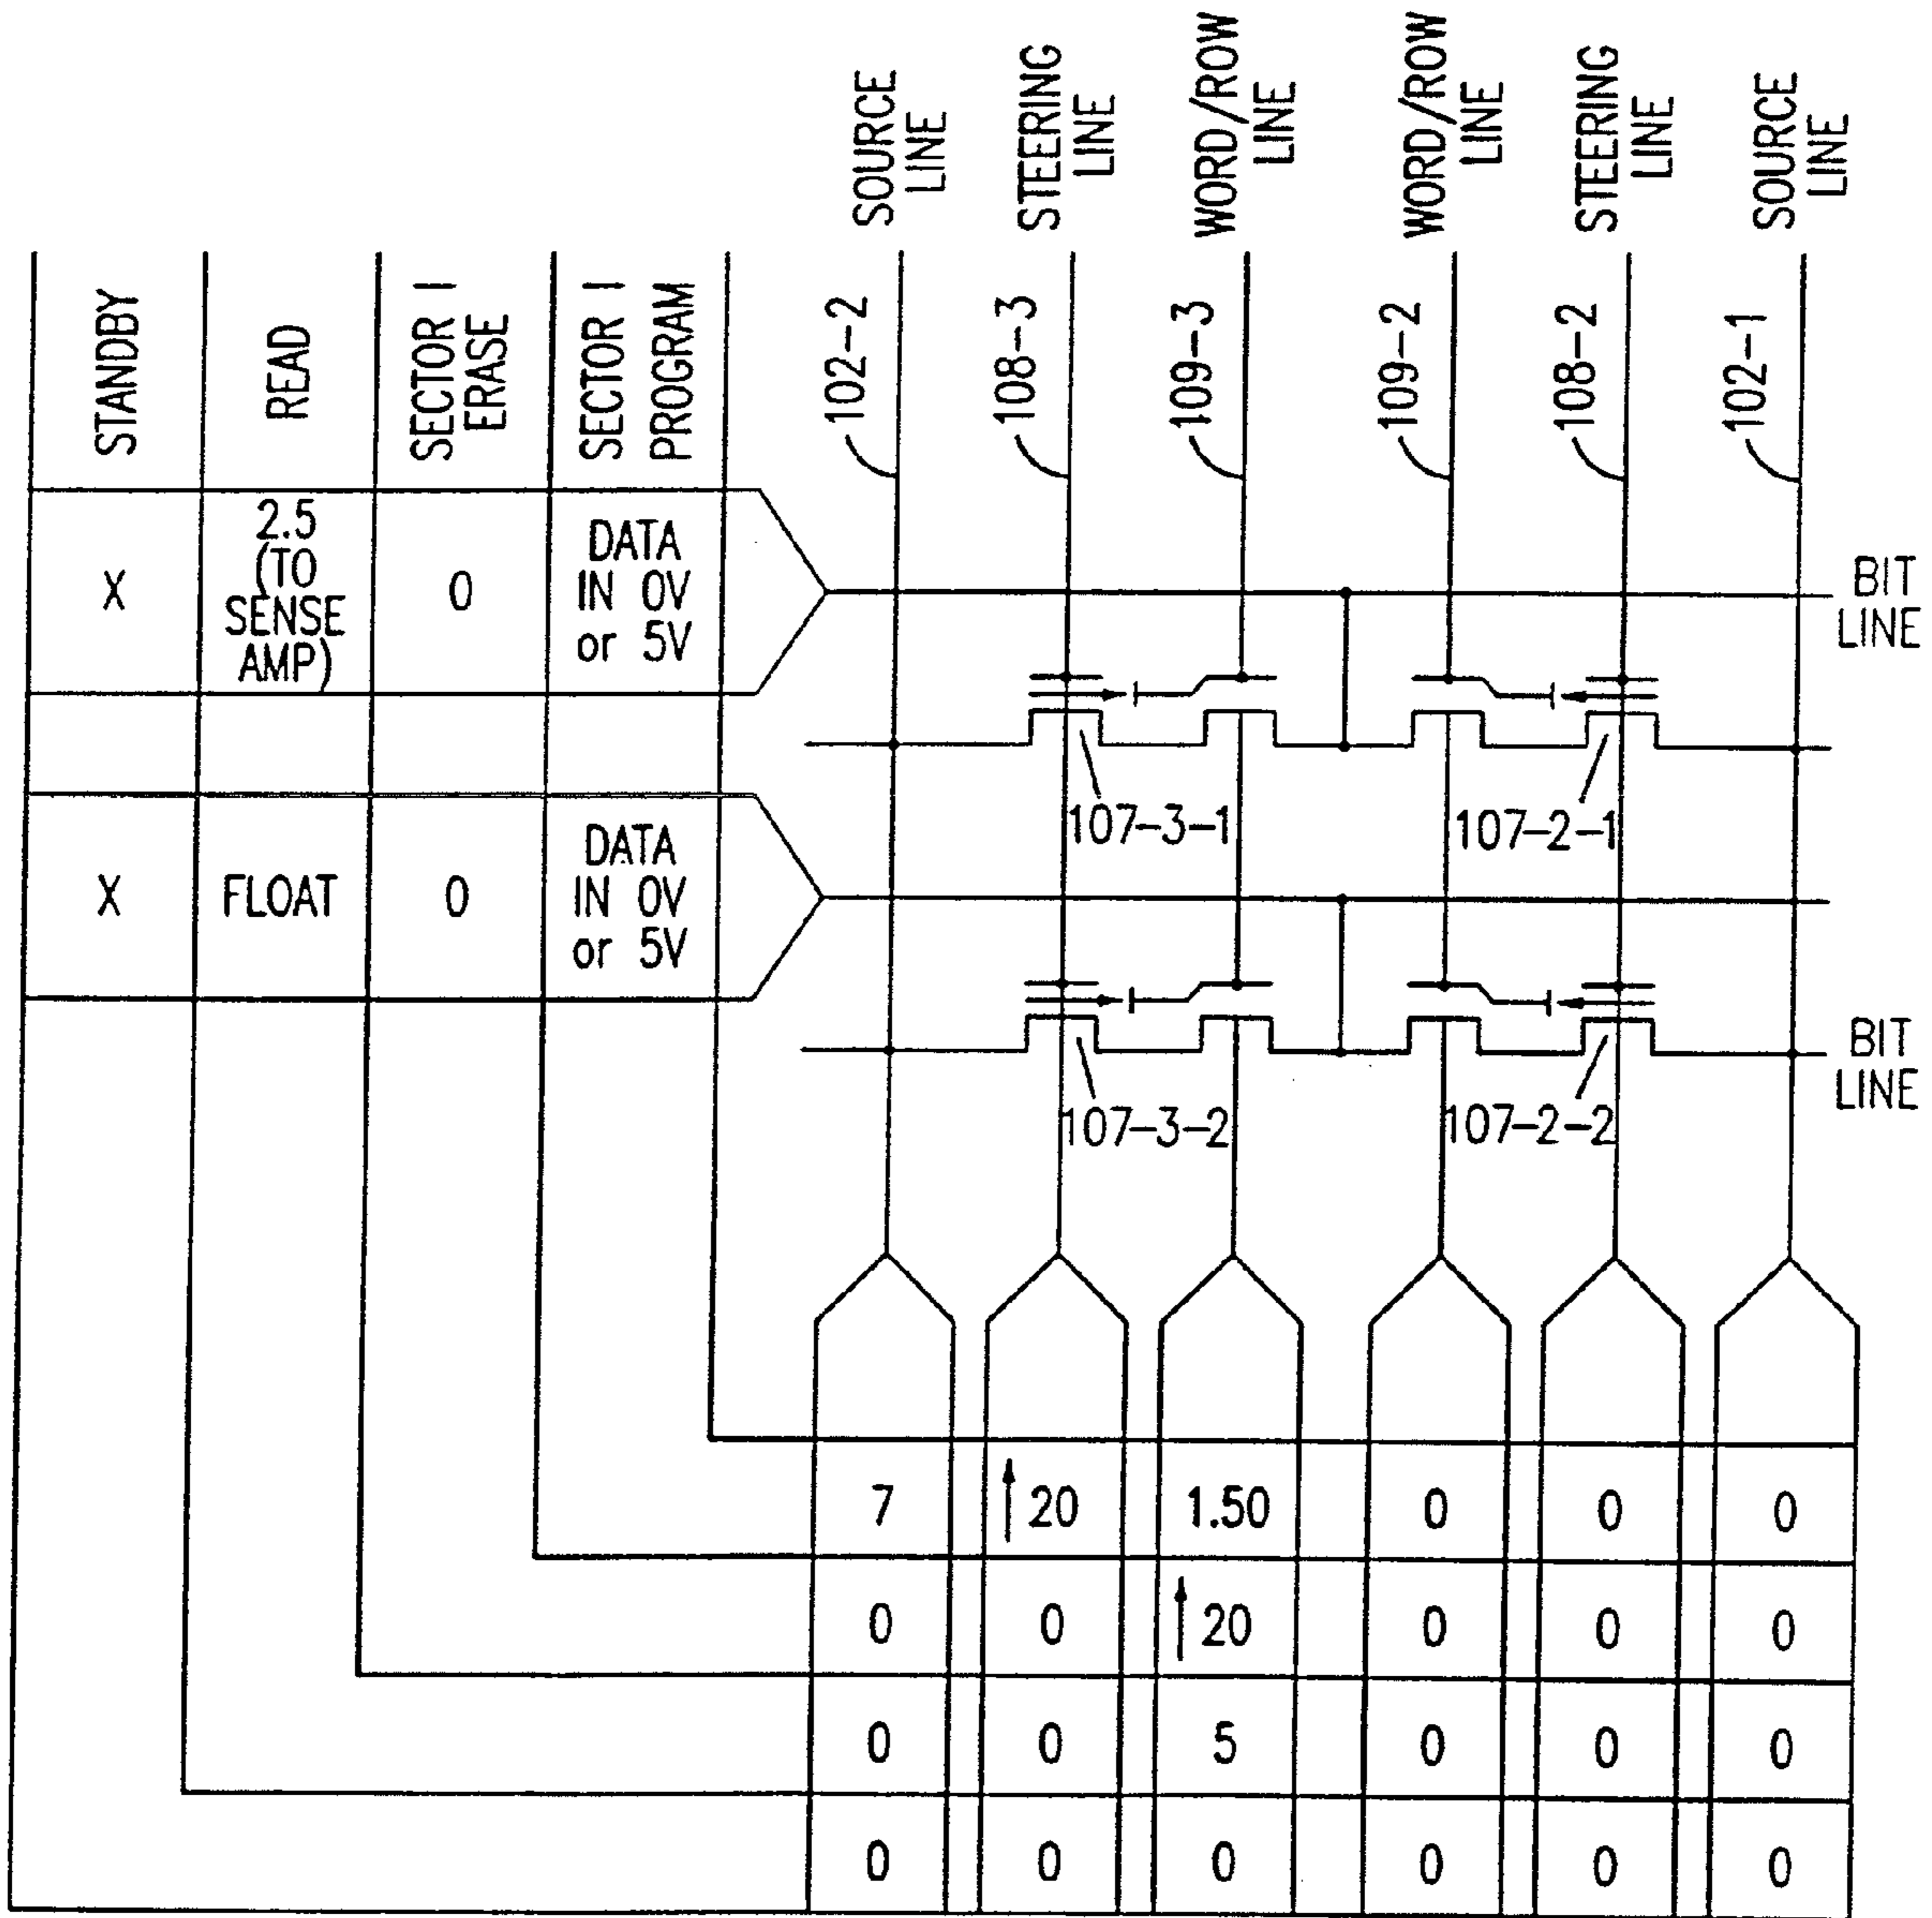 SOURCE
LINE
STEERING
LINE
WORD/ROW
LINE
WORD/ROW
LINE
STEERING
LINE
SOURCE
LINE
STANDBY
READ
SECTOR I
ERASE
SECTOR I
PROGRAM
102-2
108-3
109-3
109-2
108-2
102-1
X
2.5
(TO
SENSE
AMP)
0
DATA
IN 0V
or 5V
BIT
LINE
107-3-1
107-2-1
X
FLOAT
0
DATA
IN 0V
or 5V
BIT
LINE
107-3-2
107-2-2
7 ↑20 1.50 0 0 0
0 0 ↑20 0 0 0
0 0 5 0 0 0
0 0 0 0 0 0